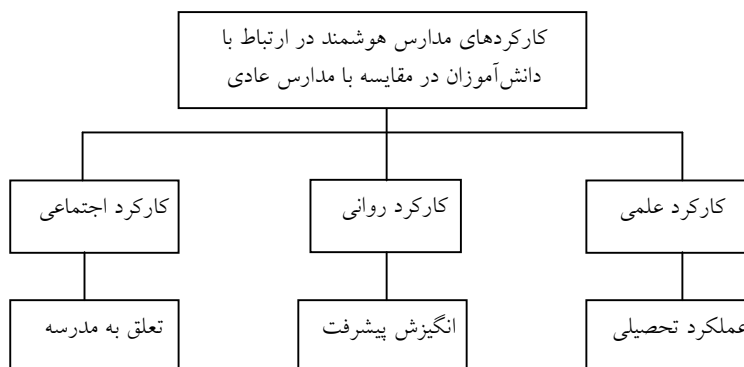 کارکردهای مدارس هوشمند در ارتباط با
دانش‌آموزان در مقایسه با مدارس عادی
کارکرد علمی
کارکرد روانی
کارکرد اجتماعی
عملکرد تحصیلی
انگیزش پیشرفت
تعلق به مدرسه